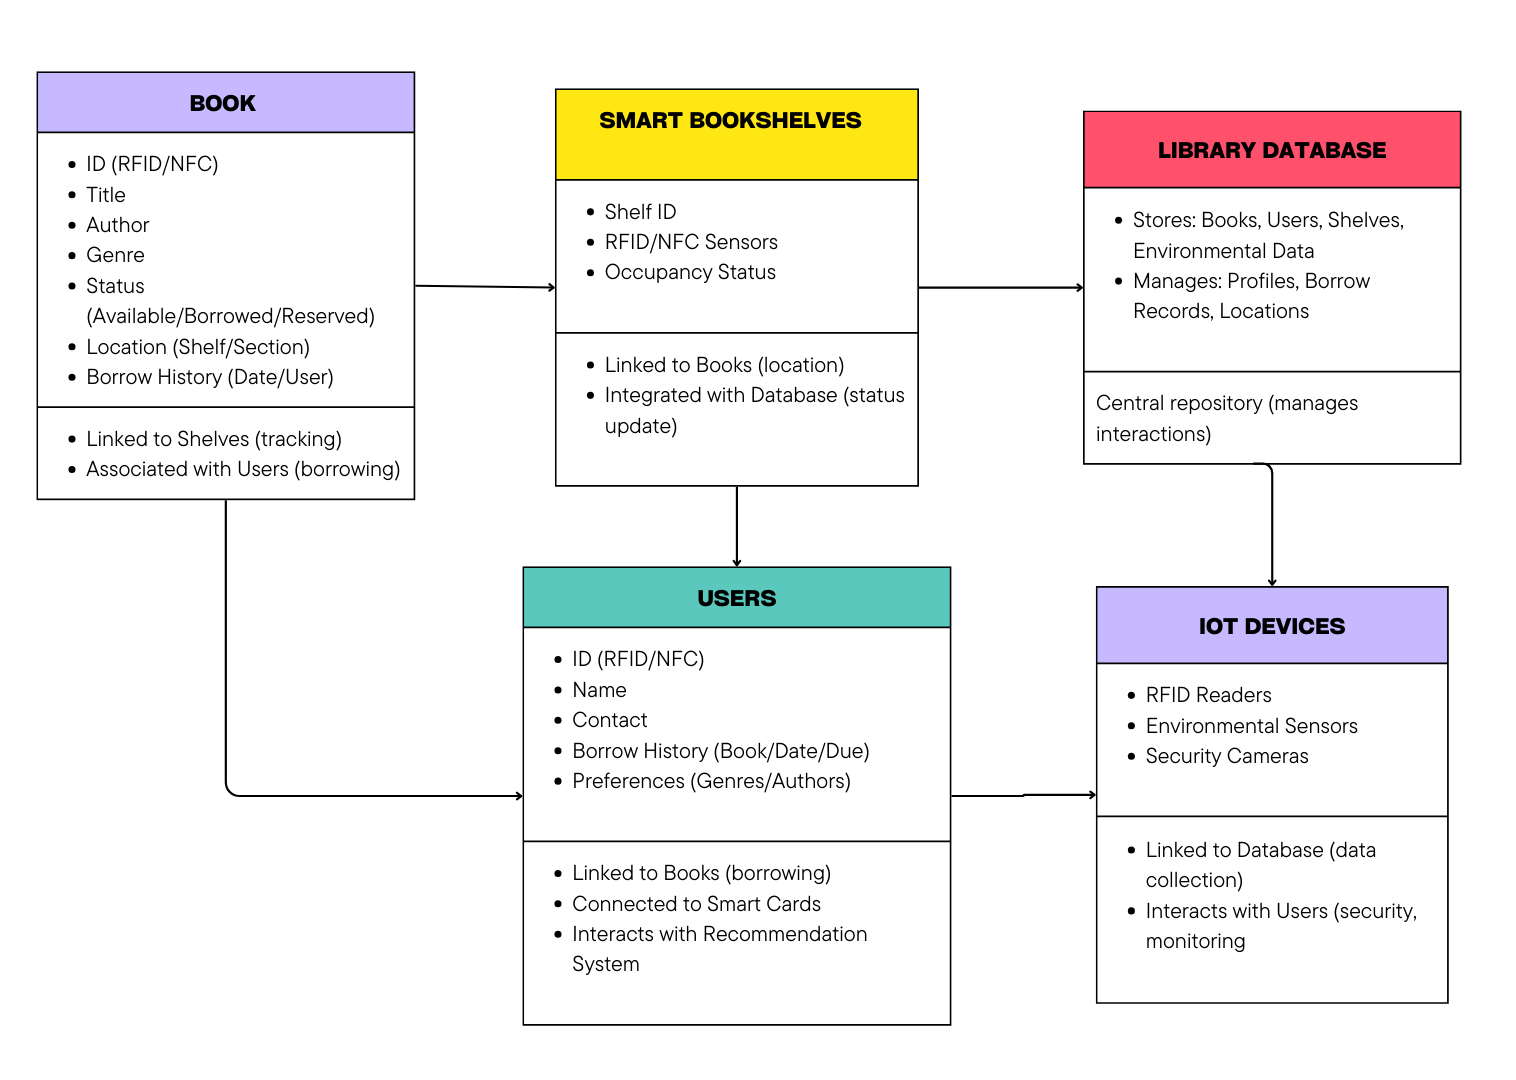 BOOK
ID (RFID/NFC)
Title
Author
Genre
Status
(Available/Borrowed/Reserved)
Location (Shelf/Section)
Borrow History (Date/User)
Linked to Shelves (tracking)
Associated with Users (borrowing)
SMART BOOKSHELVES
Shelf ID
RFID/NFC Sensors
Occupancy Status
Linked to Books (location)
Integrated with Database (status
update)
LIBRARY DATABASE
Stores: Books, Users, Shelves,
Environmental Data
Manages: Profiles, Borrow
Records, Locations
Central repository (manages
interactions)
USERS
ID (RFID/NFC)
Name
Contact
Borrow History (Book/Date/Due)
Preferences (Genres/Authors)
Linked to Books (borrowing)
Connected to Smart Cards
Interacts with Recommendation
System
IOT DEVICES
RFID Readers
Environmental Sensors
Security Cameras
Linked to Database (data
collection)
Interacts with Users (security,
monitoring